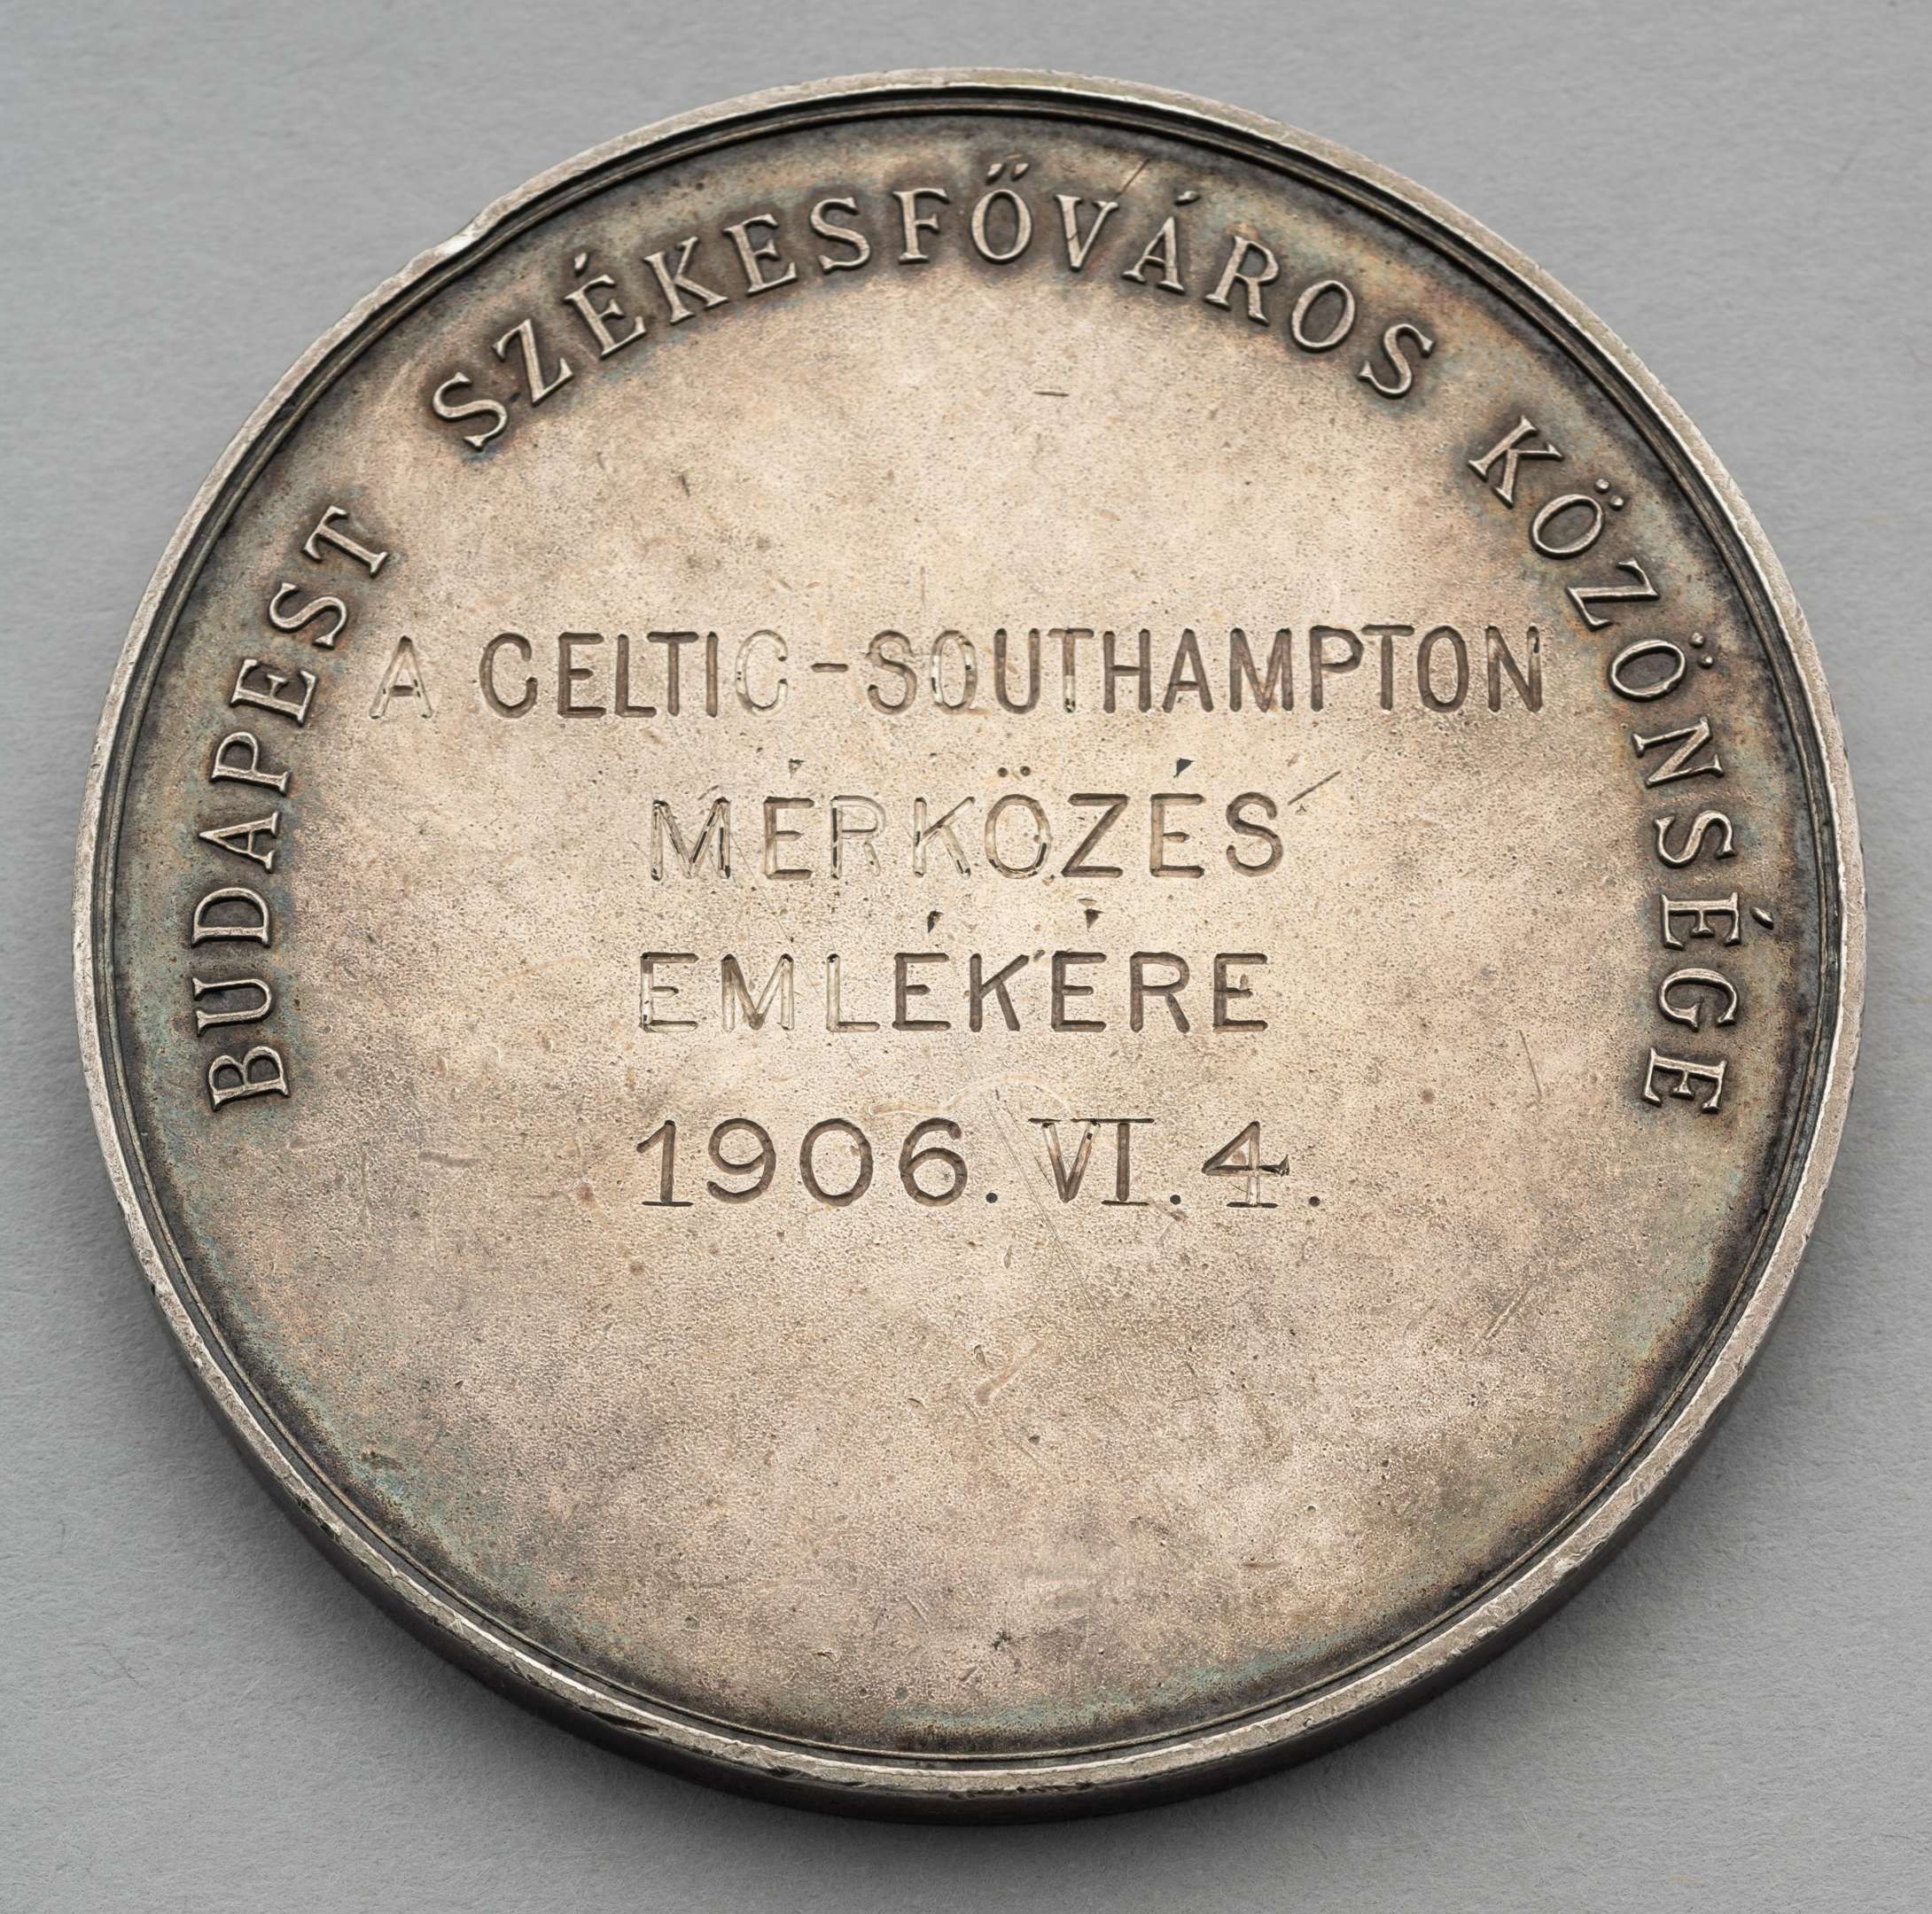 BUDAPEST SZÉKESFŐVÁROS KÖZÖNSÉGE
A CELTIC-SOUTHAMPTON
MÉRKÖZÉS
EMLÉKÉRE
1906. VI. 4.